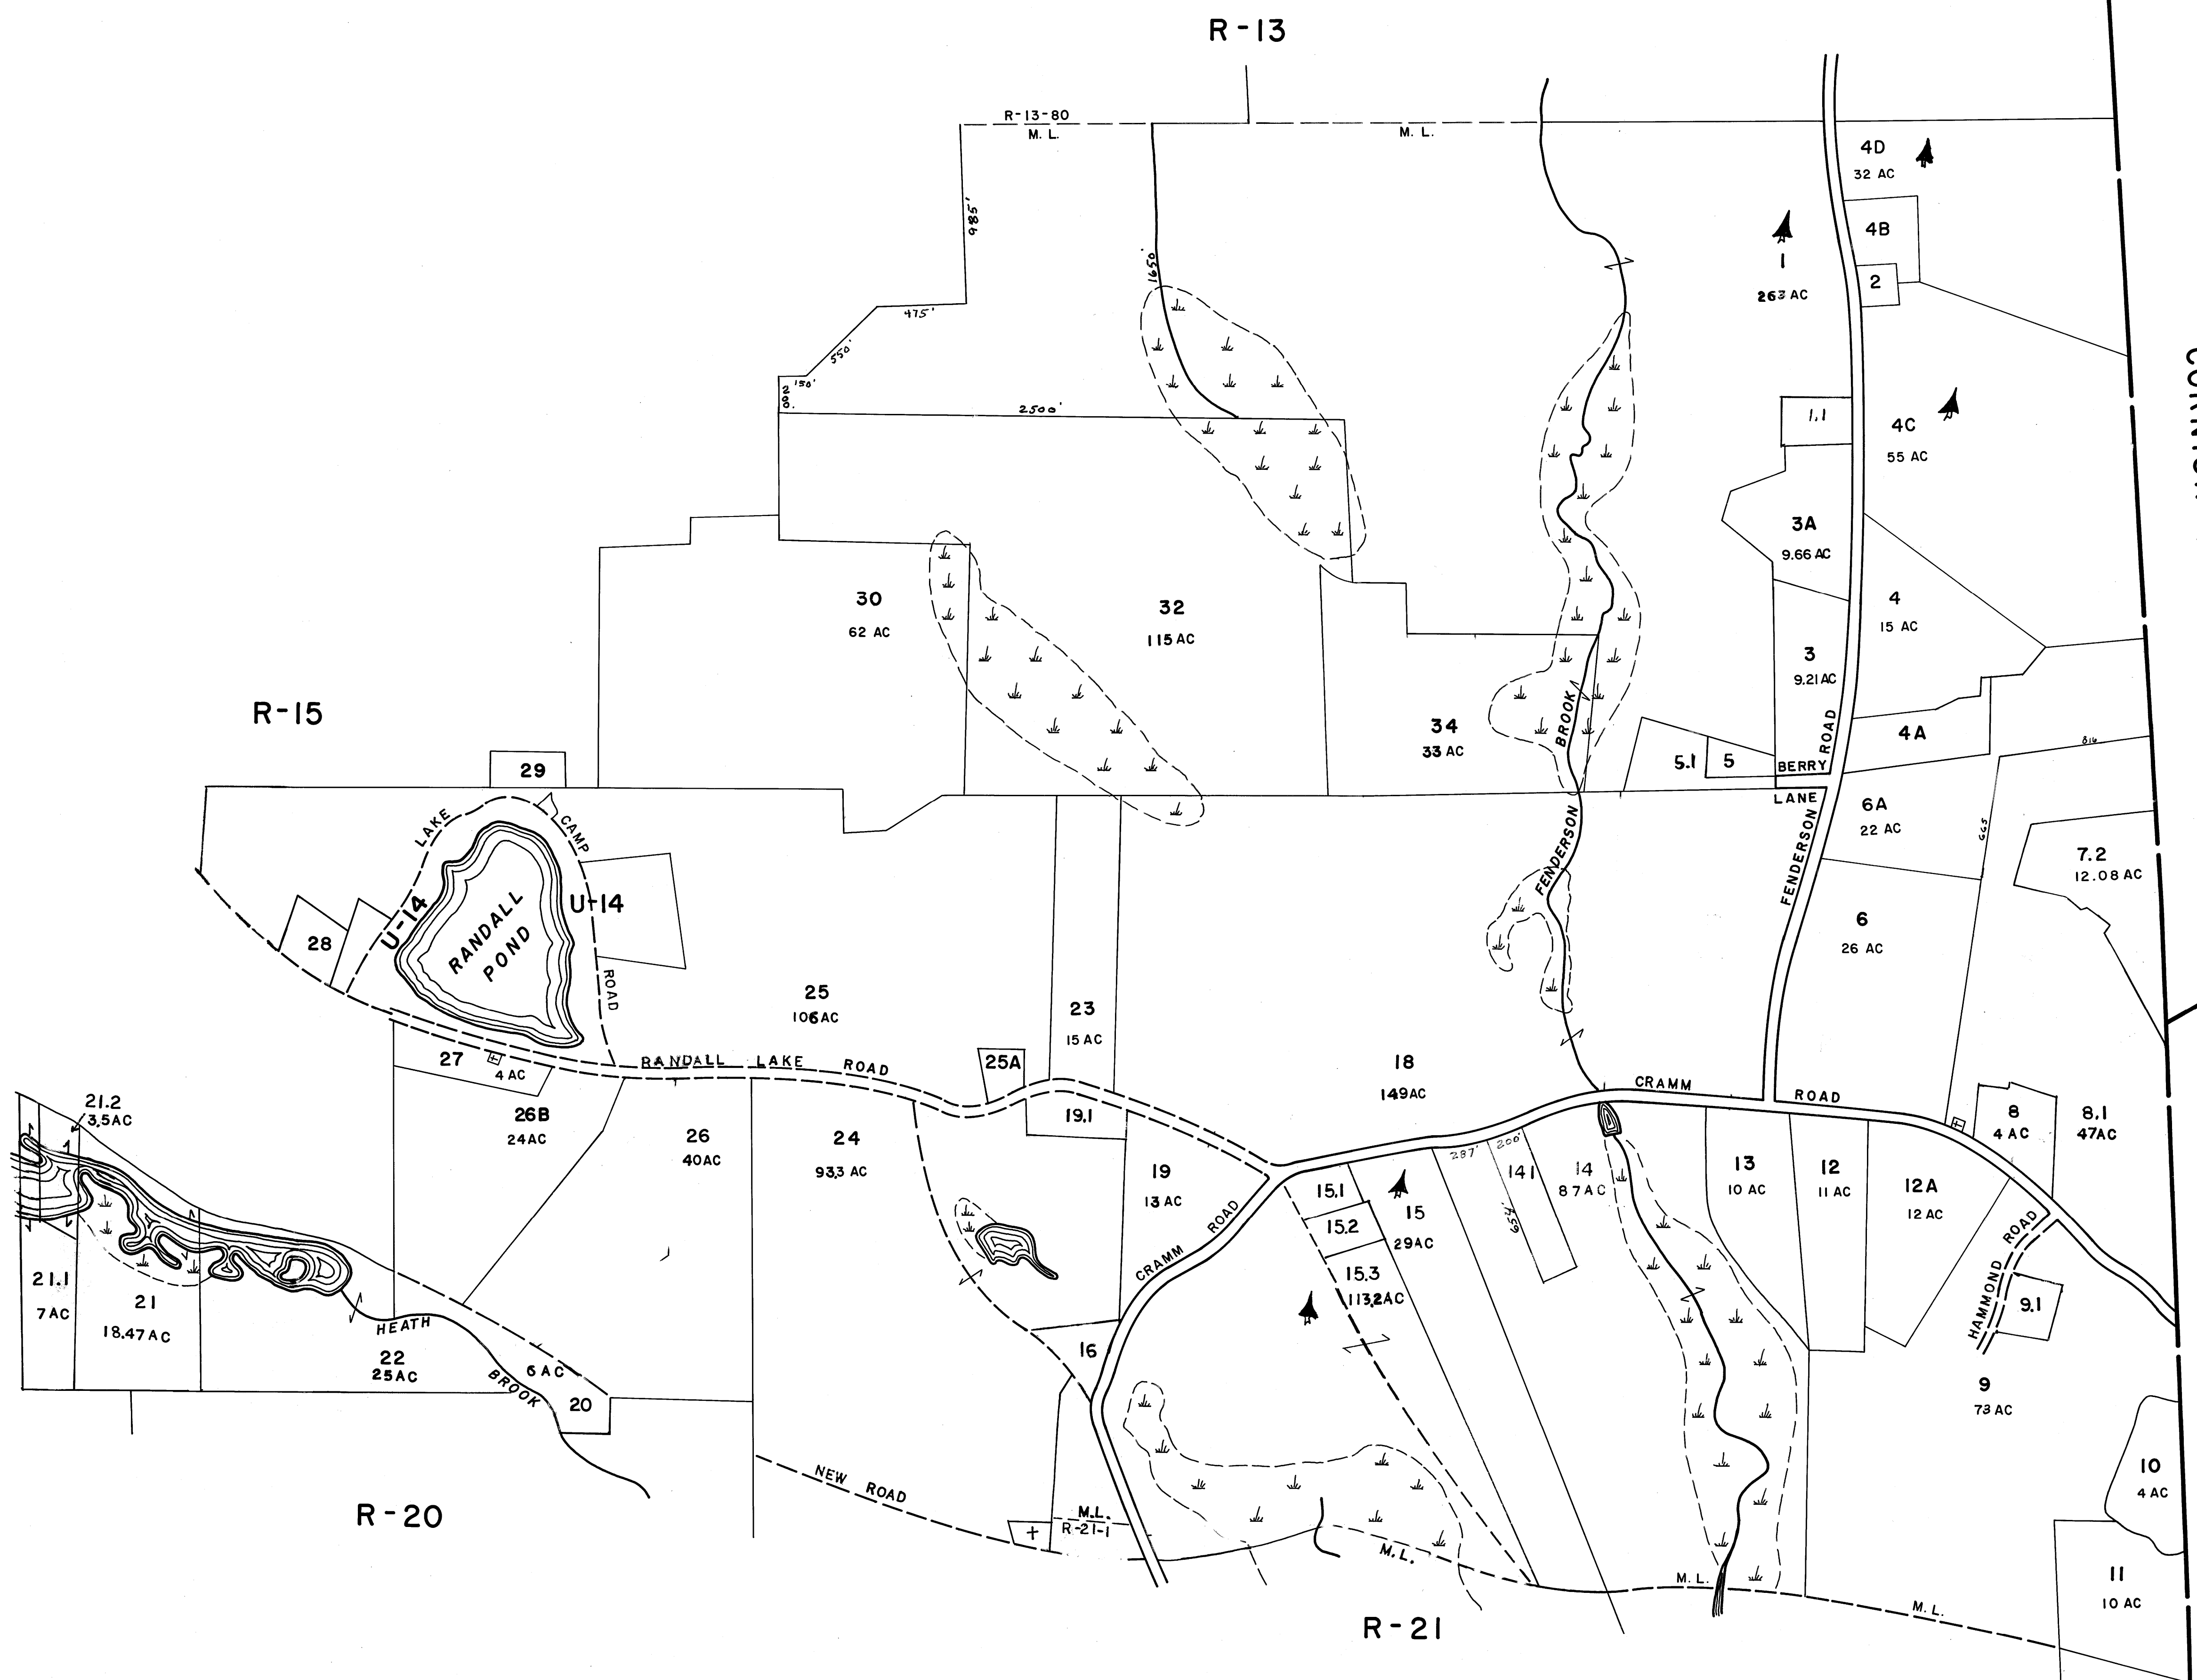 R-13
R-13-80
M. L.
M. L.
4D
32 AC
985'
4B
1
2
263 AC
1650'
475'
550'
150'
200.
2500'
1.1
4C
55 AC
3A
9.66 AC
30
62 AC
32
115 AC
4
15 AC
3
9.21 AC
R-15
34
33 AC
BROOK
ROAD
4A
816
29
5.1
5
BERRY
LANE
6A
22 AC
665
LAKE
CAMP
FENDERSON
FENDERSON
7.2
12.08 AC
U-14
U-14
RANDALL
POND
28
6
26 AC
ROAD
25
106 AC
23
15 AC
27
4 AC
RANDALL LAKE ROAD
25A
18
149 AC
CRAMM ROAD
21.2
3.5 AC
26B
24 AC
26
40 AC
24
93.3 AC
19.1
8
4 AC
8.1
47 AC
287'
200'
19
13 AC
15.1
15.2
15
29 AC
14.1
654'
14
87 AC
13
10 AC
12
11 AC
12A
12 AC
CRAMM ROAD
HAMMOND ROAD
21.1
7 AC
21
18.47 AC
15.3
113.2 AC
9.1
HEATH
BROOK
22
25 AC
6 AC
20
16
9
73 AC
10
4 AC
NEW ROAD
R-20
M.L.
R-21-1
M.L.
M.L.
M.L.
11
10 AC
R-21